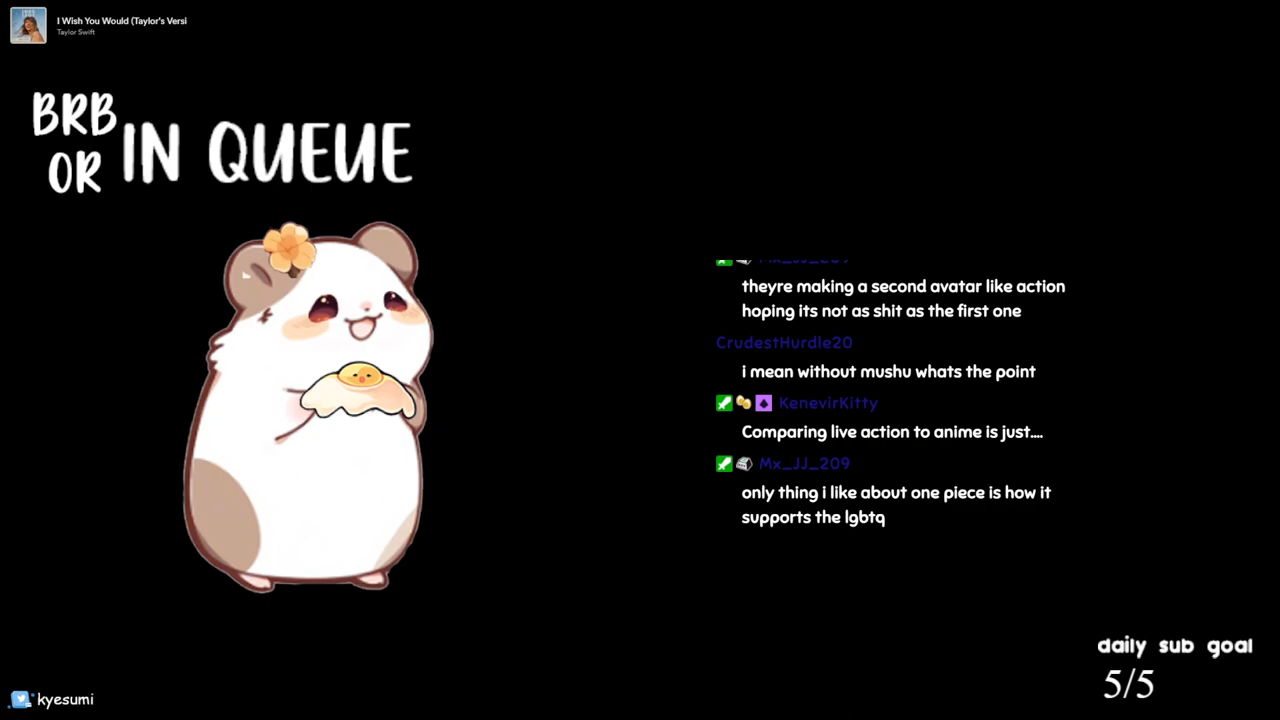 I Wish You Would (Taylor's Versi
Taylor Swift
BRB
OR
IN QUEUE
Mx_JJ_209
theyre making a second avatar like action
hoping its not as shit as the first one
CrudestHurdle20
i mean without mushu whats the point
KenevirKitty
Comparing live action to anime is just....
Mx_JJ_209
only thing i like about one piece is how it
supports the lgbtq
daily sub goal
5/5
kyesumi